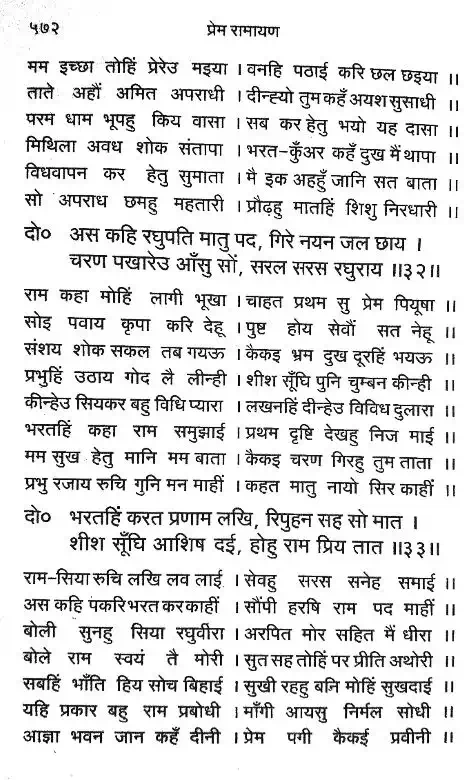 ५७२ प्रेम रामायण
मम इच्छा तोहिं प्रेरेउ मइया । वनहि पठाई करि छल छइया ॥
ताते अहौं अमित अपराधी । दीन्ह्यो तुम कहँ अयश सुसाधी ॥
परम धाम भूपहु किय वासा । सब कर हेतु भयो यह दासा ॥
मिथिला अवध शोक संतापा । भरत-कुँअर कहँ दुख मैं थापा ॥
विधवापन कर हेतु सुमाता । मै इक अहहुँ जानि सत बाता ॥
सो अपराध छमहु महतारी । प्रौढ़हु मातहिं शिशु निरधारी ॥
दो० अस कहि रघुपति मातु पद, गिरे नयन जल छाय ।
चरण पखारेउ आँसु सों, सरल सरस रघुराय ॥३२॥
राम कहा मोहिं लागी भूखा । चाहत प्रथम सु प्रेम पियूषा ॥
सोइ पवाय कृपा करि देहू । पुष्ट होय सेवौं सत नेहू ॥
संशय शोक सकल तब गयऊ । कैकइ भ्रम दुख दूरहिं भयऊ ॥
प्रभुहिं उठाय गोद लै लीन्ही । शीश सूँघि पुनि चुम्बन कीन्ही ॥
कीन्हेउ सियकर बहु विधि प्यारा । लखनहिं दीन्हेउ विविध दुलारा ॥
भरतहिं कहा राम समुझाई । प्रथम दृष्टि देखहु निज माई ॥
मम सुख हेतु मानि मम बाता । कैकइ चरण गिरहु तुम ताता ॥
प्रभु रजाय रुचि गुनि मन माहीं । कहत मातु नायो सिर काहीं ॥
दो० भरतहिं करत प्रणाम लखि, रिपुहन सह सो मात ।
शीश सूँघि आशिष दई, होहु राम प्रिय तात ॥३३॥
राम-सिया रुचि लखि लव लाई । सेवहु सरस सनेह समाई ॥
अस कहि पकरि भरत कर काहीं । सौंपी हरषि राम पद माहीं ॥
बोली सुनहु सिया रघुवीरा । अरपित मोर सहित मैं धीरा ॥
बोले राम स्वयं तै मोरी । सुत सह तोहिं पर प्रीति अथोरी ॥
सबहिं भाँति हिय सोच बिहाई । सुखी रहहु बनि मोहिं सुखदाई ॥
यहि प्रकार बहु राम प्रबोधी । माँगी आयसु निर्मल सोधी ॥
आज्ञा भवन जान कहँ दीनी । प्रेम पगी कैकई प्रवीनी ॥